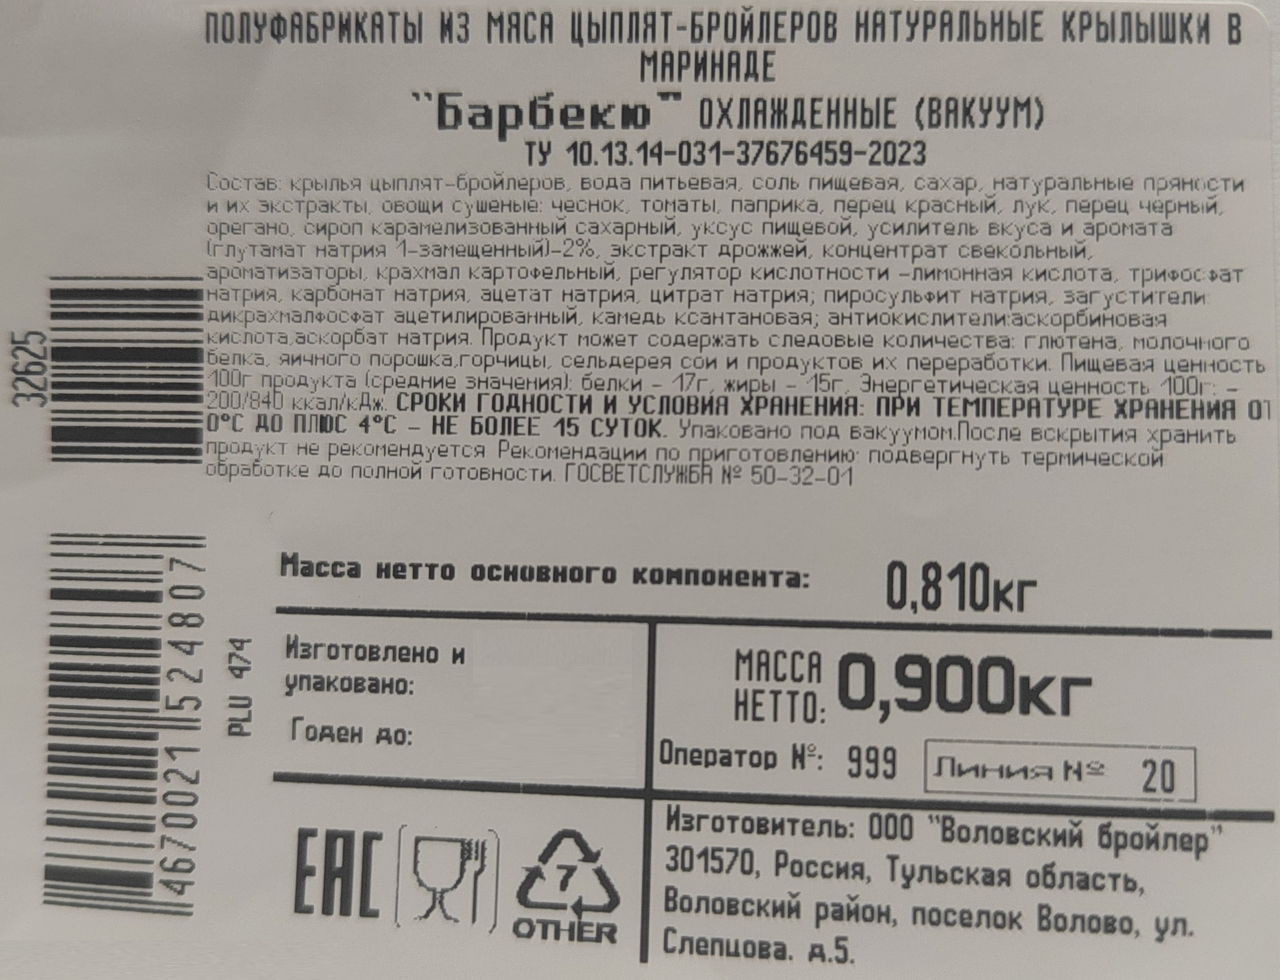 ПОЛУФАБРИКАТЫ ИЗ МЯСА ЦЫПЛЯТ-БРОЙЛЕРОВ НАТУРАЛЬНЫЕ КРЫЛЫШКИ В
МАРИНАДЕ
"Барбекю" ОХЛАЖДЕННЫЕ (ВАКУУМ)
ТУ 10.13.14-031-37676459-2023
Состав: крылья цыплят-бройлеров, вода питьевая, соль пищевая, сахар, натуральные пряности
и их экстракты, овощи сушеные: чеснок, томаты, паприка, перец красный, лук, перец черный,
орегано, сироп карамелизованный сахарный, уксус пищевой, усилитель вкуса и аромата
(глутамат натрия 1-замещенный)-2%, экстракт дрожжей, концентрат свекольный,
ароматизаторы, крахмал картофельный, регулятор кислотности -лимонная кислота, трифосфат
натрия, карбонат натрия, ацетат натрия, цитрат натрия; пиросульфит натрия, загустители:
дикрахмалфосфат ацетилированный, камедь ксантановая; антиокислители:аскорбиновая
кислота,аскорбат натрия. Продукт может содержать следовые количества: глютена, молочного
белка, яичного порошка,горчицы, сельдерея сои и продуктов их переработки. Пищевая ценность
100г продукта (средние значения): белки - 17г, жиры - 15г. Энергетическая ценность 100г: -
200/840 ккал/кДж. СРОКИ ГОДНОСТИ И УСЛОВИЯ ХРАНЕНИЯ: ПРИ ТЕМПЕРАТУРЕ ХРАНЕНИЯ ОТ
0°С ДО ПЛЮС 4°С - НЕ БОЛЕЕ 15 СУТОК. Упаковано под вакуумом.После вскрытия хранить
продукт не рекомендуется Рекомендации по приготовлению: подвергнуть термической
обработке до полной готовности. ГОСВЕТСЛУЖБА № 50-32-01
32625
4670021524807
PLU 474
Масса нетто основного компонента: 0,810кг
Изготовлено и
упаковано:
Годен до:
МАССА
НЕТТО: 0,900кг
Оператор №: 999 Линия № 20
EAC
7
OTHER
Изготовитель: ООО "Воловский бройлер"
301570, Россия, Тульская область,
Воловский район, поселок Волово, ул.
Слепцова. д.5.